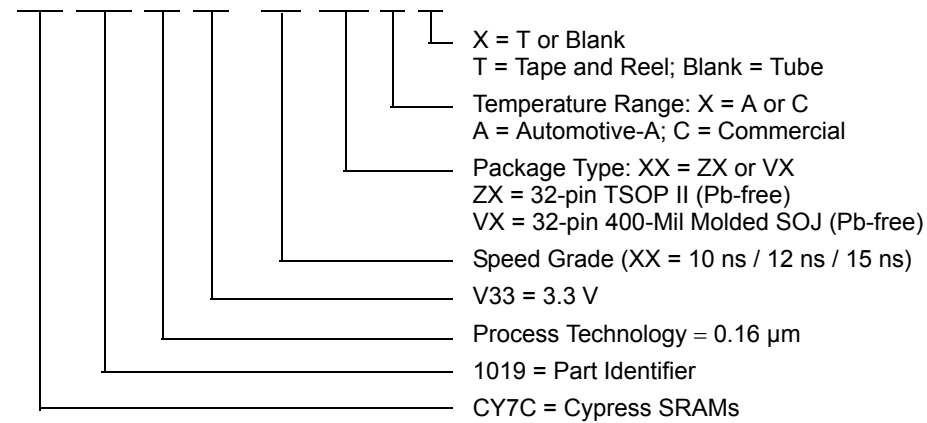 X = T or Blank
T = Tape and Reel; Blank = Tube
Temperature Range: X = A or C
A = Automotive-A; C = Commercial
Package Type: XX = ZX or VX
ZX = 32-pin TSOP II (Pb-free)
VX = 32-pin 400-Mil Molded SOJ (Pb-free)
Speed Grade (XX = 10 ns / 12 ns / 15 ns)
V33 = 3.3 V
Process Technology = 0.16 µm
1019 = Part Identifier
CY7C = Cypress SRAMs